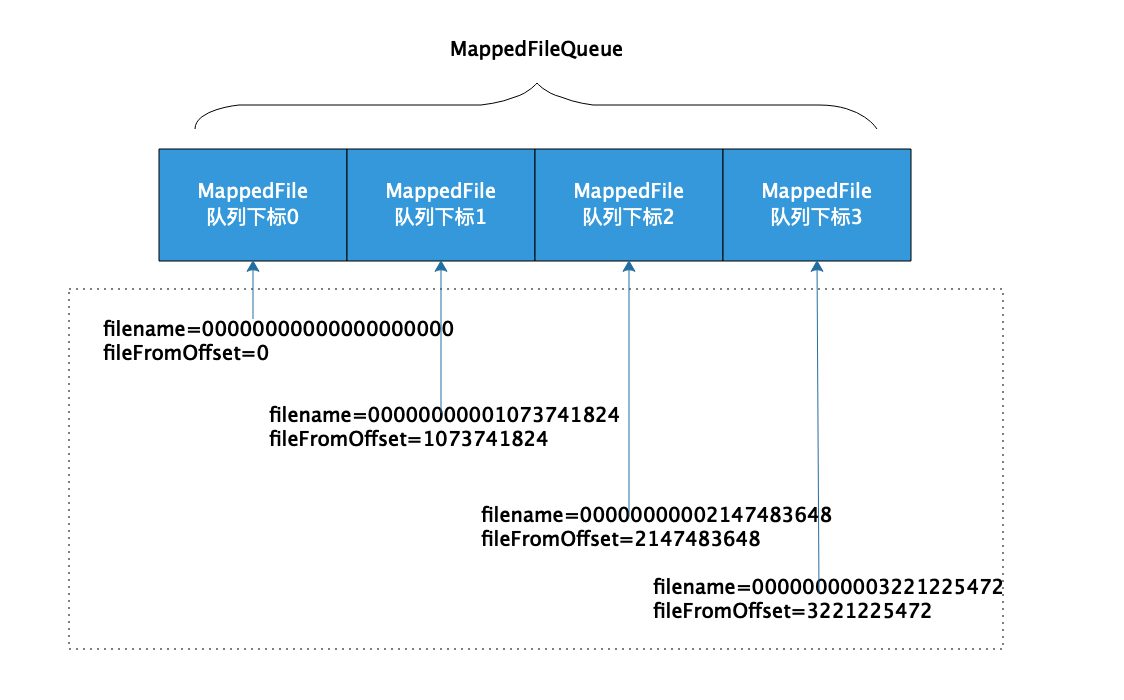 MappedFileQueue
MappedFile
队列下标0
MappedFile
队列下标1
MappedFile
队列下标2
MappedFile
队列下标3
filename=00000000000000000000
fileFromOffset=0
filename=00000000001073741824
fileFromOffset=1073741824
filename=00000000002147483648
fileFromOffset=2147483648
filename=00000000003221225472
fileFromOffset=3221225472